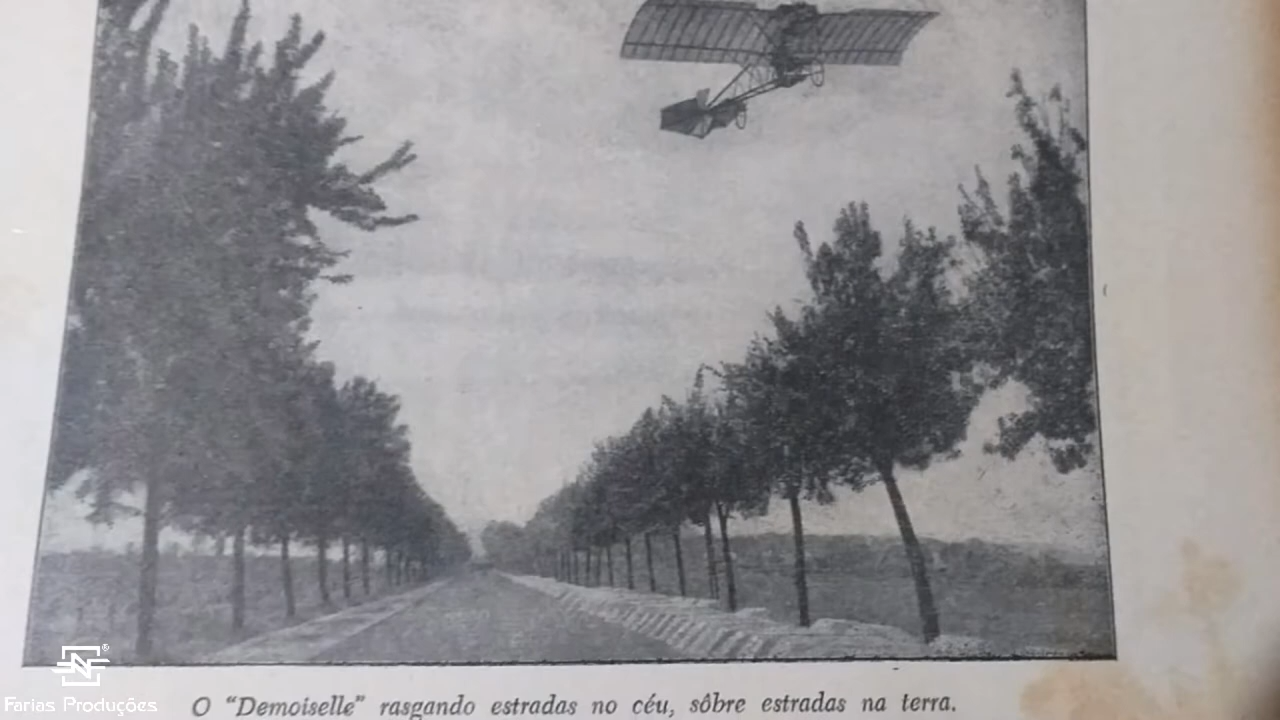 ®
Farias Produções
O "Demoiselle" rasgando estradas no céu, sôbre estradas na terra.